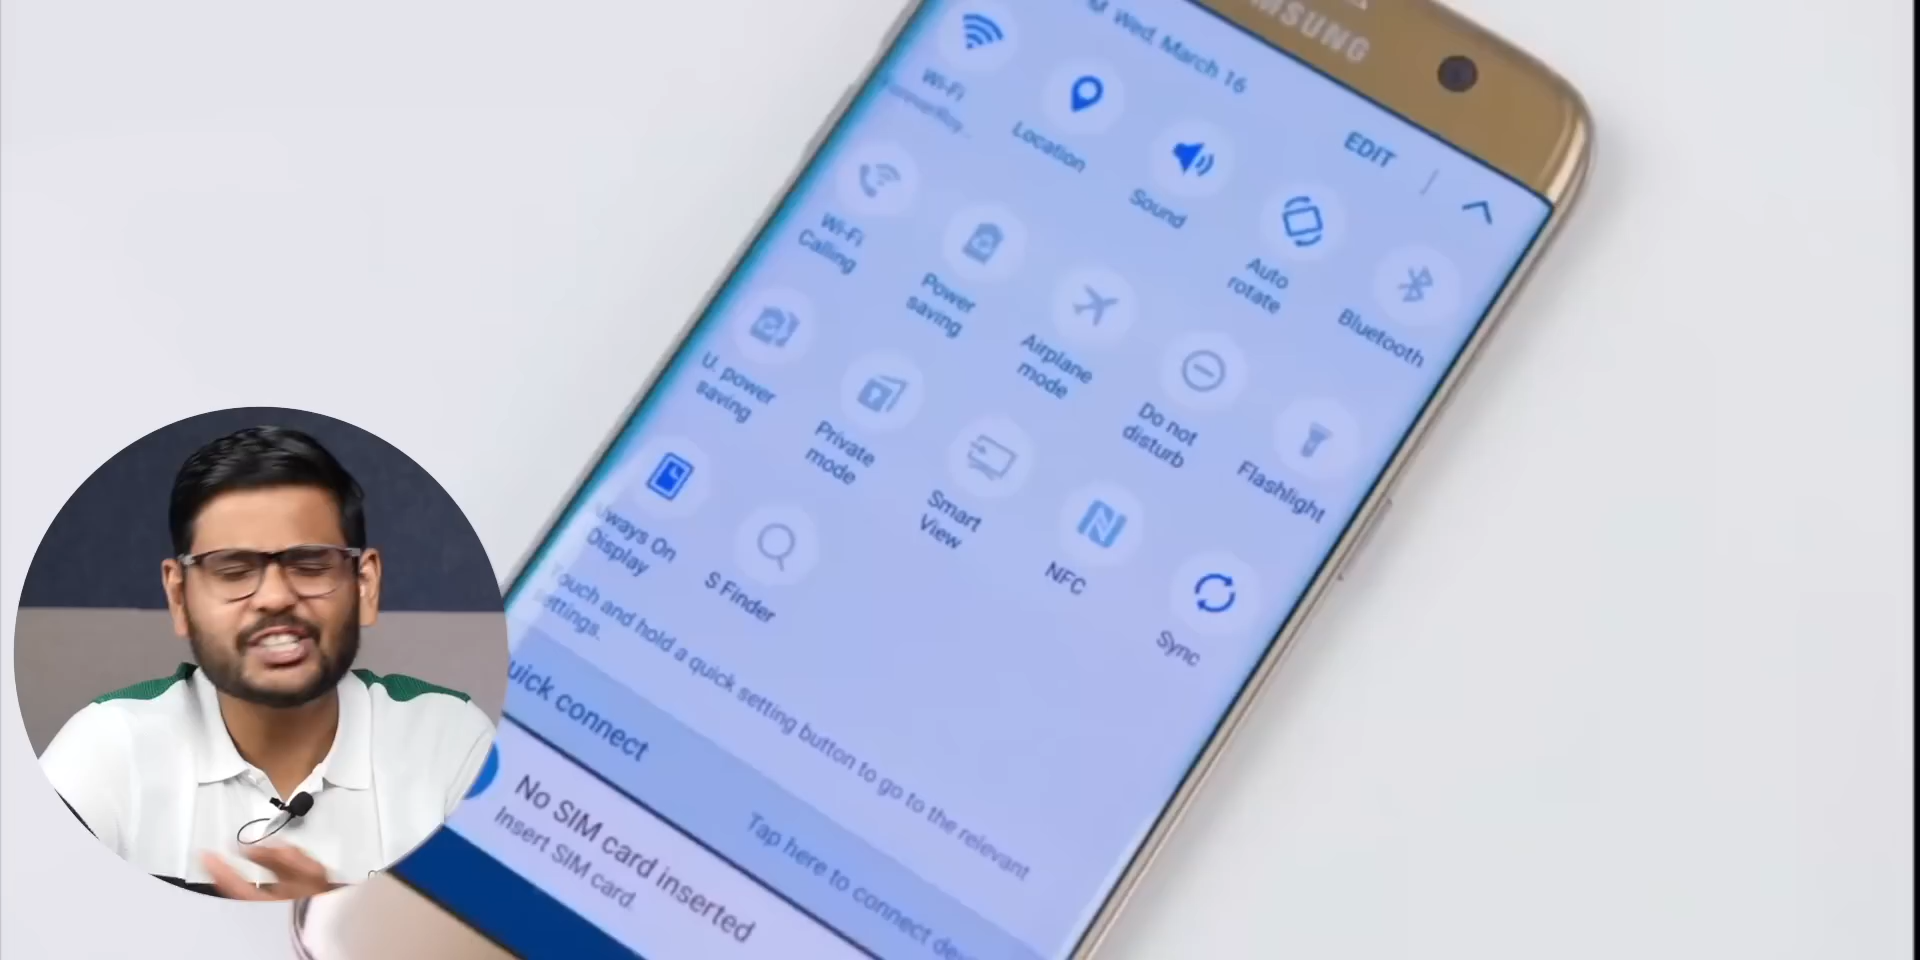 Wed, March 16
EDIT
Wi-Fi
Location
Sound
Auto
rotate
Bluetooth
Wi-Fi
Calling
Power
saving
Airplane
mode
Do not
disturb
Flashlight
U. power
saving
Private
mode
Smart
View
NFC
Sync
lways On
Display
S Finder
Touch and hold a quick setting button to go to the relevant
settings.
uick connect
Tap here to connect
No SIM card inserted
Insert SIM card.